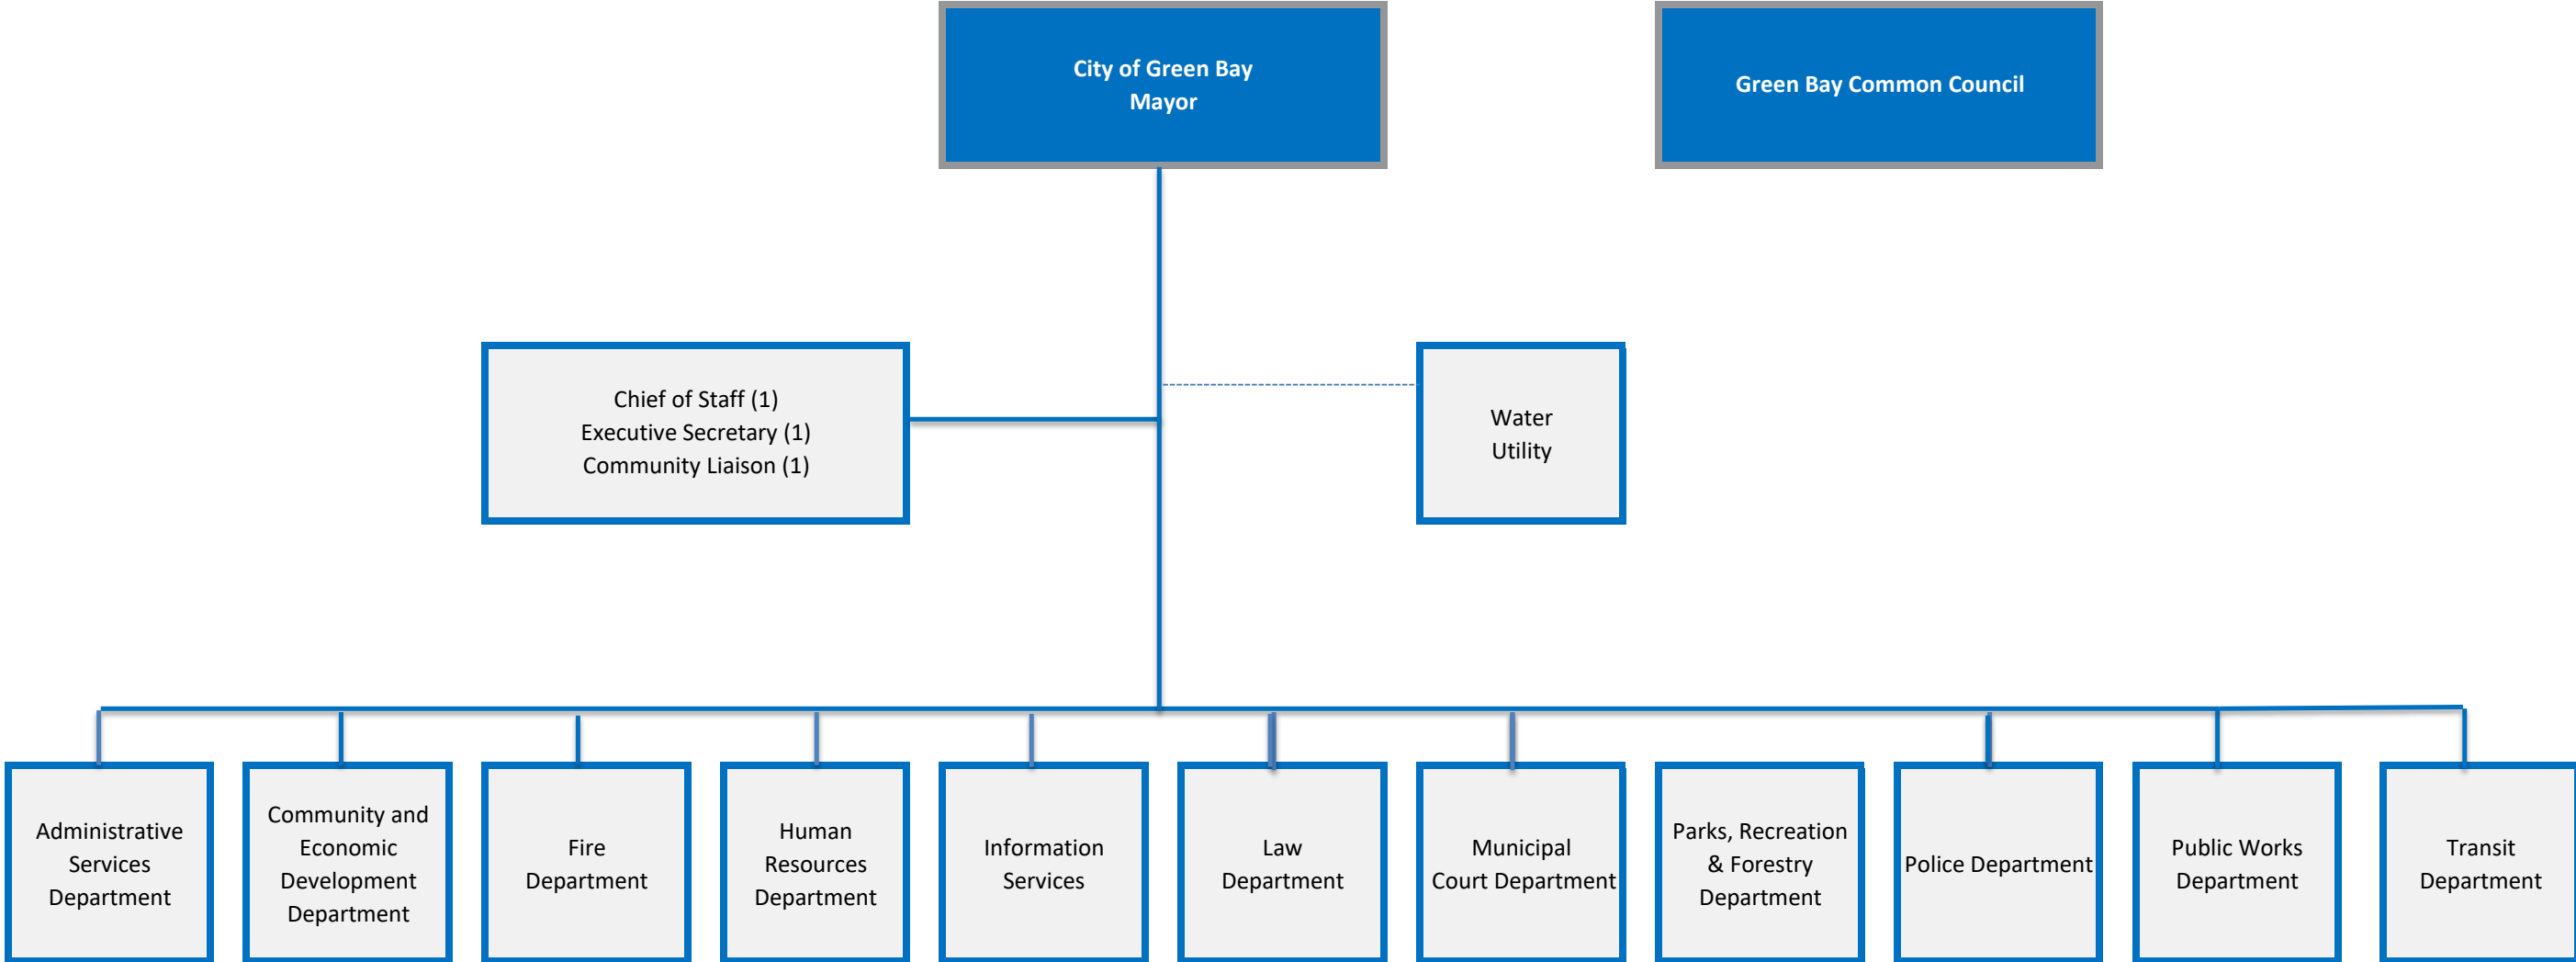 City of Green Bay
Mayor
Green Bay Common Council
Chief of Staff (1)
Executive Secretary (1)
Community Liaison (1)
Water
Utility
Administrative
Services
Department
Community and
Economic
Development
Department
Fire
Department
Human
Resources
Department
Information
Services
Law
Department
Municipal
Court Department
Parks, Recreation
& Forestry
Department
Police Department
Public Works
Department
Transit
Department